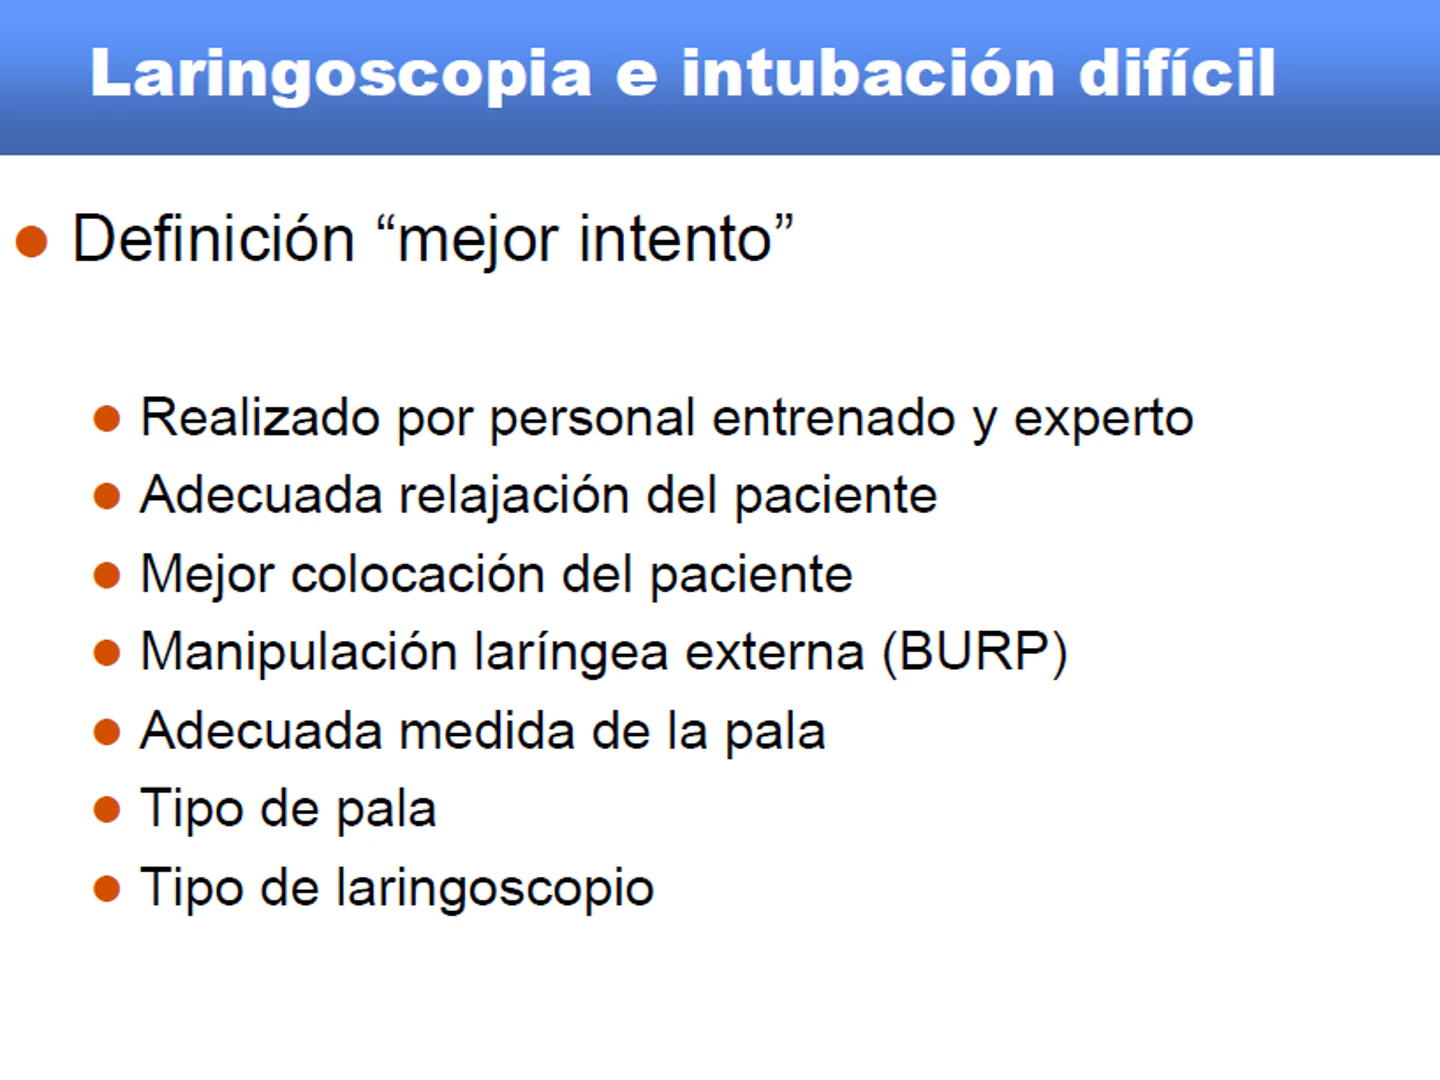 Laringoscopia e intubación difícil
Definición “mejor intento”
Realizado por personal entrenado y experto
Adecuada relajación del paciente
Mejor colocación del paciente
Manipulación laríngea externa (BURP)
Adecuada medida de la pala
Tipo de pala
Tipo de laringoscopio